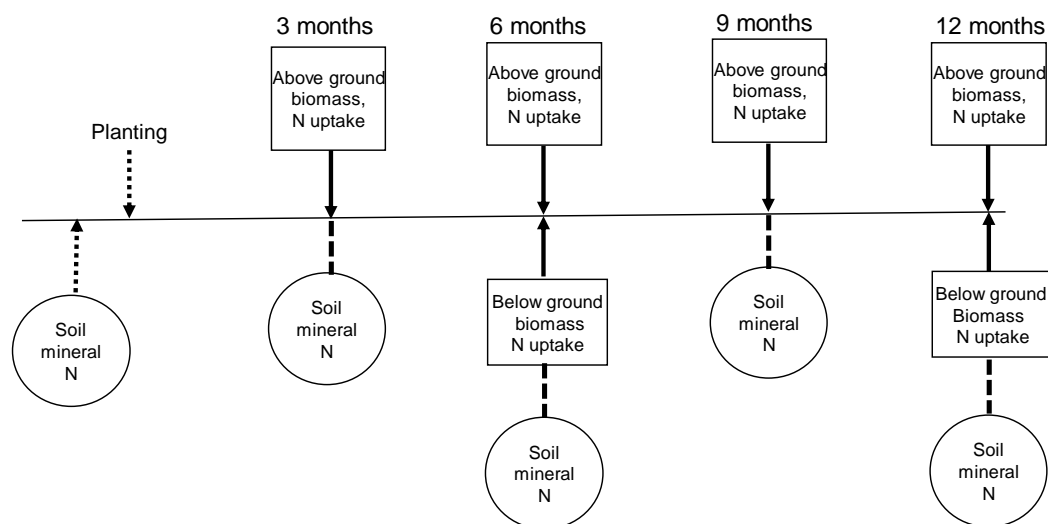 3 months
6 months
9 months
12 months
Above ground
biomass,
N uptake
Above ground
biomass,
N uptake
Above ground
biomass,
N uptake
Above ground
biomass,
N uptake
Planting
Soil
mineral
N
Soil
mineral
N
Below ground
biomass
N uptake
Soil
mineral
N
Below ground
Biomass
N uptake
Soil
mineral
N
Soil
mineral
N